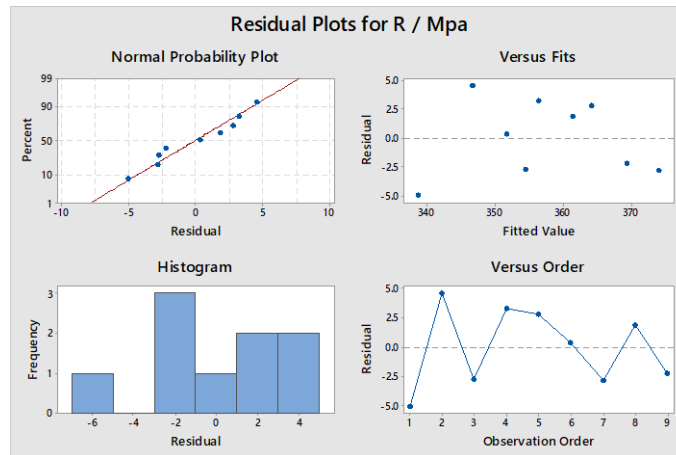 Residual Plots for R / Mpa
Normal Probability Plot
Percent
99
90
50
10
1
-10 -5 0 5 10
Residual
Versus Fits
Residual
5.0
2.5
0.0
-2.5
-5.0
340 350 360 370
Fitted Value
Histogram
Frequency
3
2
1
0
-6 -4 -2 0 2 4
Residual
Versus Order
Residual
5.0
2.5
0.0
-2.5
-5.0
1 2 3 4 5 6 7 8 9
Observation Order